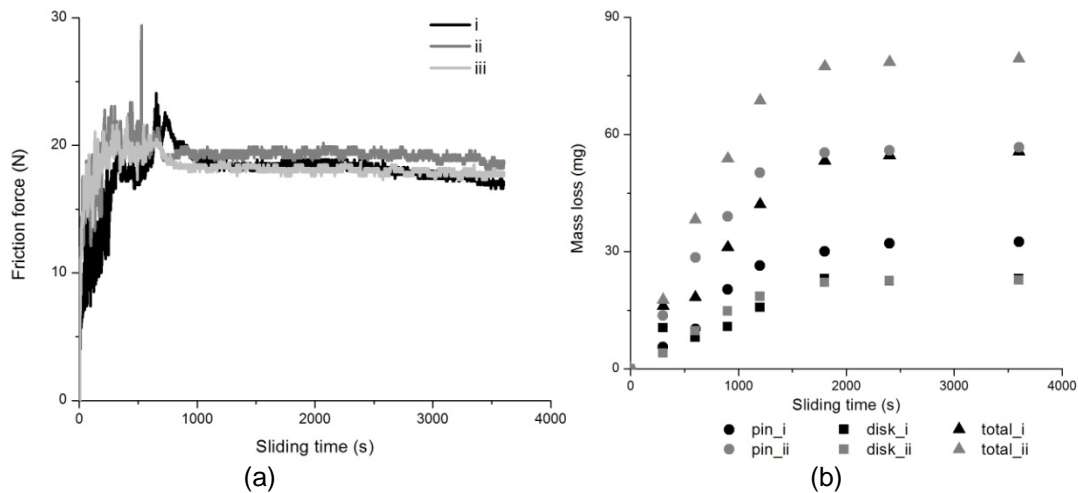 30
20
10
0
Friction force (N)
i
ii
iii
0 1000 2000 3000 4000
Sliding time (s)
(a)
90
60
30
0
Mass loss (mg)
0 1000 2000 3000 4000
Sliding time (s)
pin_i disk_i total_i
pin_ii disk_ii total_ii
(b)